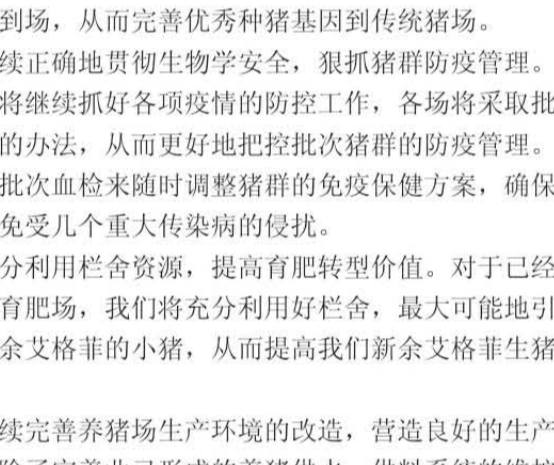 到场，从而完善优秀种猪基因到传统猪场。
续正确地贯彻生物学安全，狠抓猪群防疫管理。
将继续抓好各项疫情的防控工作，各场将采取批
的办法，从而更好地把控批次猪群的防疫管理。
批次血检来随时调整猪群的免疫保健方案，确保
免受几个重大传染病的侵扰。
分利用栏舍资源，提高育肥转型价值。对于已经
育肥场，我们将充分利用好栏舍，最大可能地引
余艾格菲的小猪，从而提高我们新余艾格菲生猪
续完善养猪场生产环境的改造，营造良好的生产